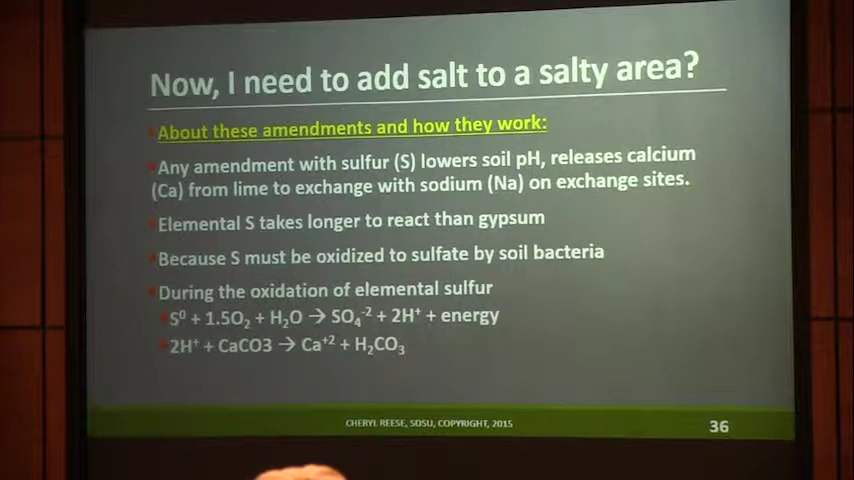 Now, I need to add salt to a salty area?
About these amendments and how they work:
Any amendment with sulfur (S) lowers soil pH, releases calcium
(Ca) from lime to exchange with sodium (Na) on exchange sites.
Elemental S takes longer to react than gypsum
Because S must be oxidized to sulfate by soil bacteria
During the oxidation of elemental sulfur
S⁰ + 1.5O₂ + H₂O → SO₄⁻² + 2H⁺ + energy
2H⁺ + CaCO3 → Ca⁺² + H₂CO₃
CHERYL REESE, SDSU, COPYRIGHT, 2015
36